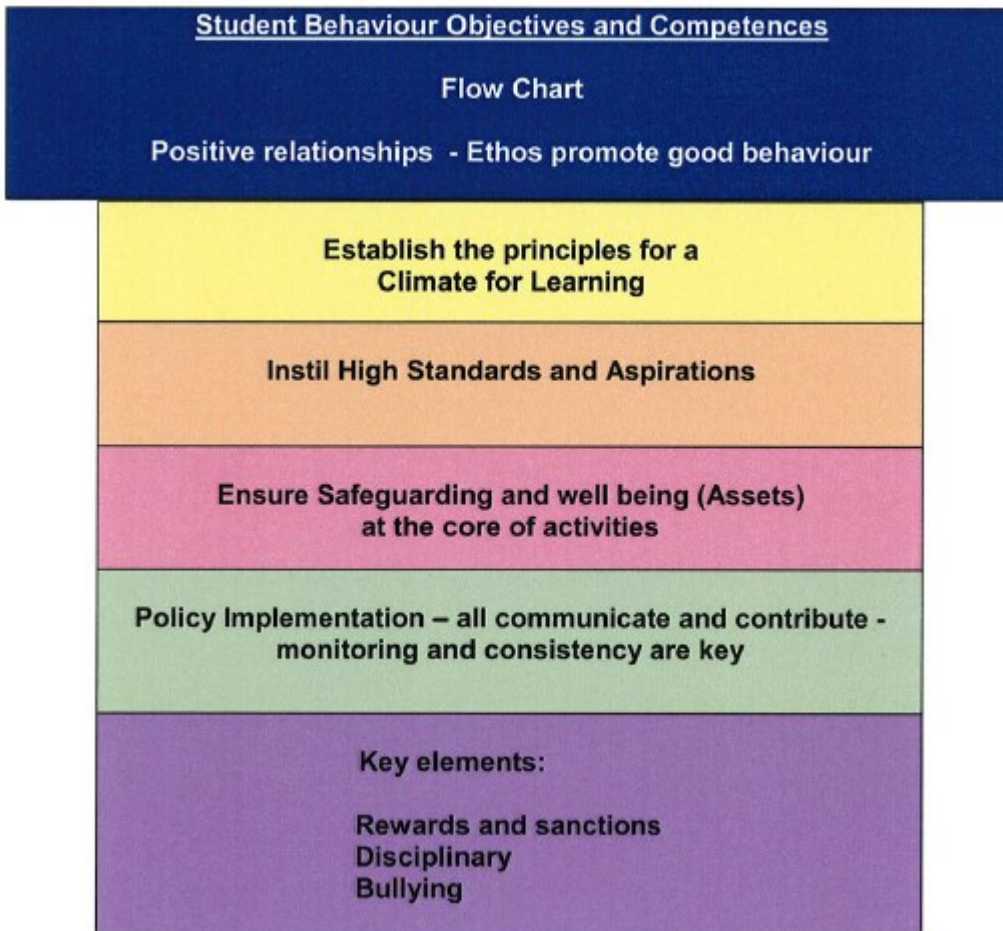 Student Behaviour Objectives and Competences
Flow Chart
Positive relationships - Ethos promote good behaviour
Establish the principles for a
Climate for Learning
Instil High Standards and Aspirations
Ensure Safeguarding and well being (Assets)
at the core of activities
Policy Implementation – all communicate and contribute -
monitoring and consistency are key
Key elements:
Rewards and sanctions
Disciplinary
Bullying